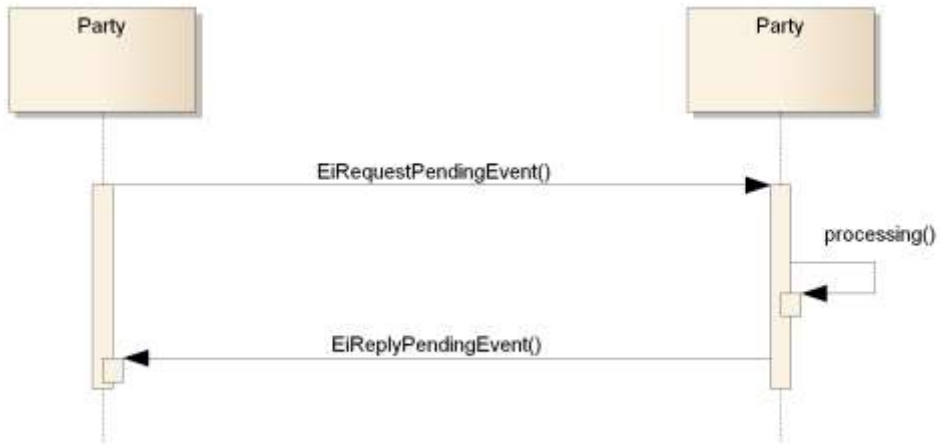 Party
Party
EiRequestPendingEvent()
processing()
EiReplyPendingEvent()